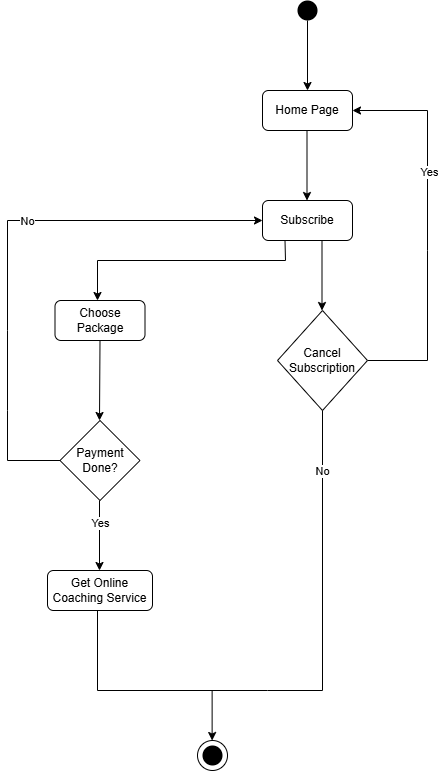 Home Page
Yes
No
Subscribe
Choose
Package
Cancel
Subscription
Payment
Done?
No
Yes
Get Online
Coaching Service